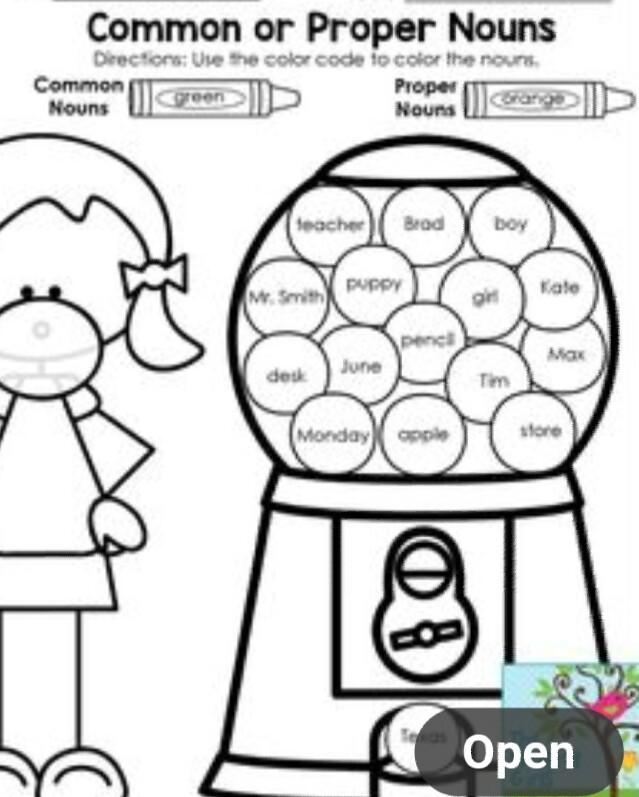 Common or Proper Nouns
Directions: Use the color code to color the nouns.
Common Nouns
green
Proper Nouns
orange
teacher
Brad
boy
Mr. Smith
puppy
girl
Kate
pencil
desk
June
Tim
Max
Monday
apple
store
Texas
Open